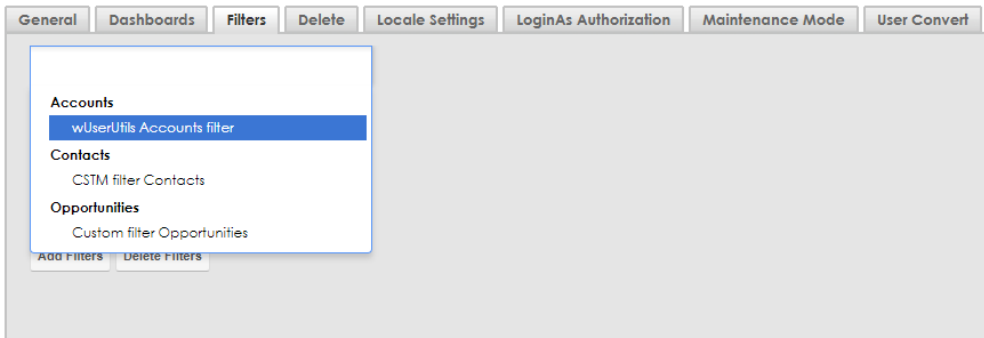 General Dashboards Filters Delete Locale Settings LoginAs Authorization Maintenance Mode User Convert
Accounts
wUserUtils Accounts filter
Contacts
CSTM filter Contacts
Opportunities
Custom filter Opportunities
Add Filters Delete Filters